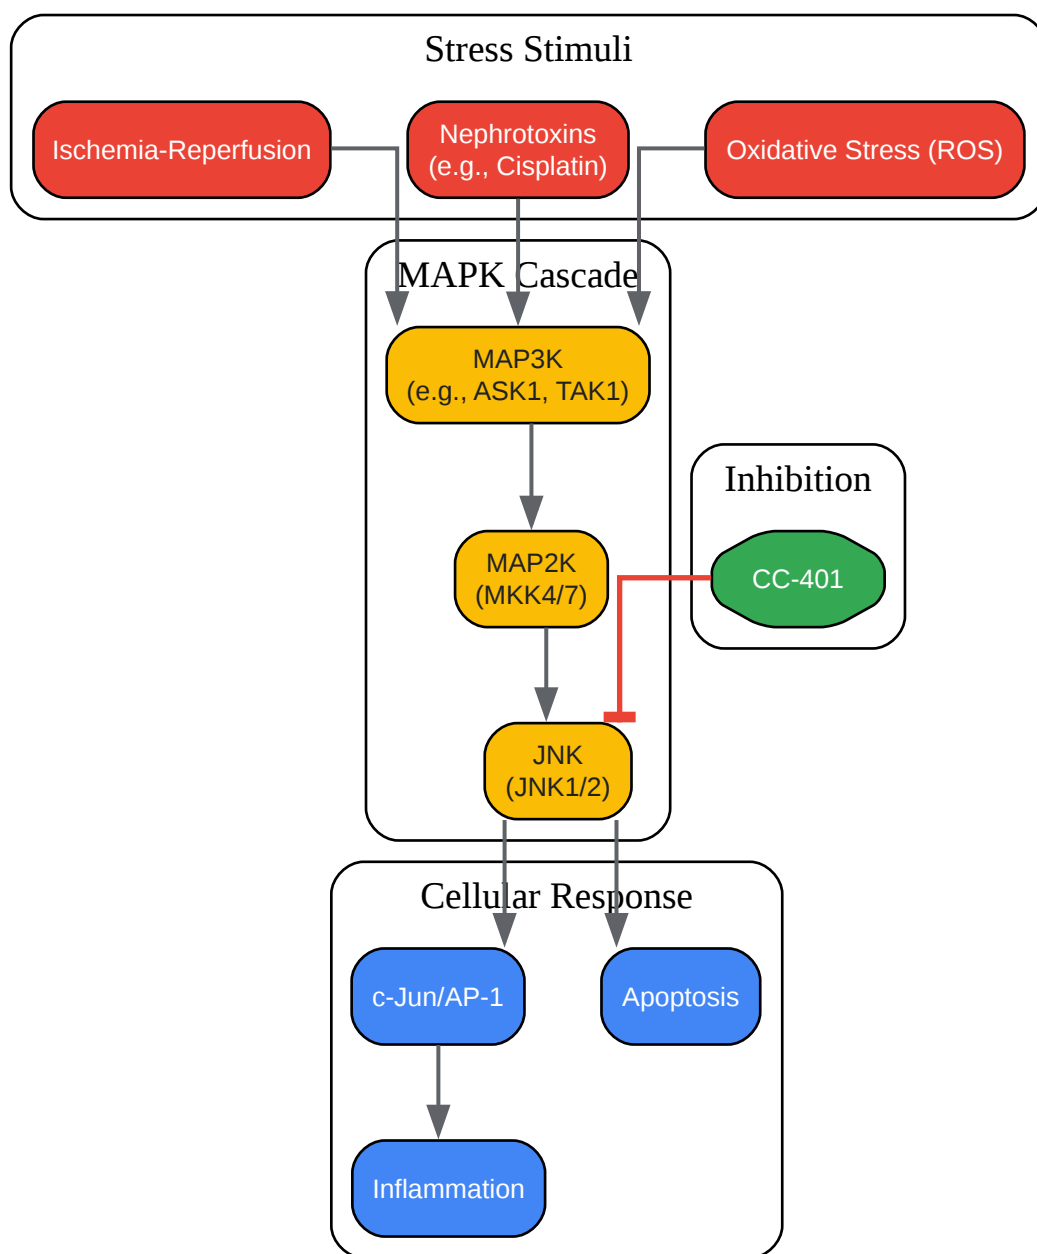 Stress Stimuli
Ischemia-Reperfusion
Nephrotoxins
(e.g., Cisplatin)
Oxidative Stress (ROS)
MAPK Cascade
MAP3K
(e.g., ASK1, TAK1)
Inhibition
MAP2K
(MKK4/7)
CC-401
JNK
(JNK1/2)
Cellular Response
c-Jun/AP-1
Apoptosis
Inflammation